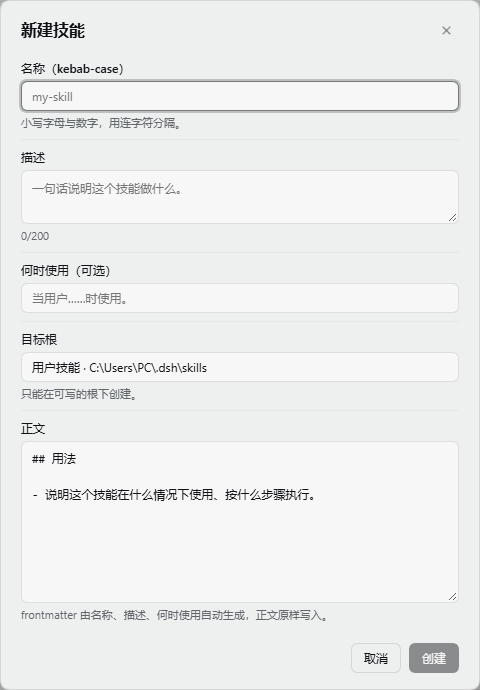 新建技能
名称（kebab-case）
my-skill
小写字母与数字，用连字符分隔。
描述
一句话说明这个技能做什么。
0/200
何时使用（可选）
当用户……时使用。
目标根
用户技能 · C:\Users\PC\.dsh\skills
只能在可写的根下创建。
正文
## 用法
- 说明这个技能在什么情况下使用、按什么步骤执行。
frontmatter 由名称、描述、何时使用自动生成，正文原样写入。
取消
创建